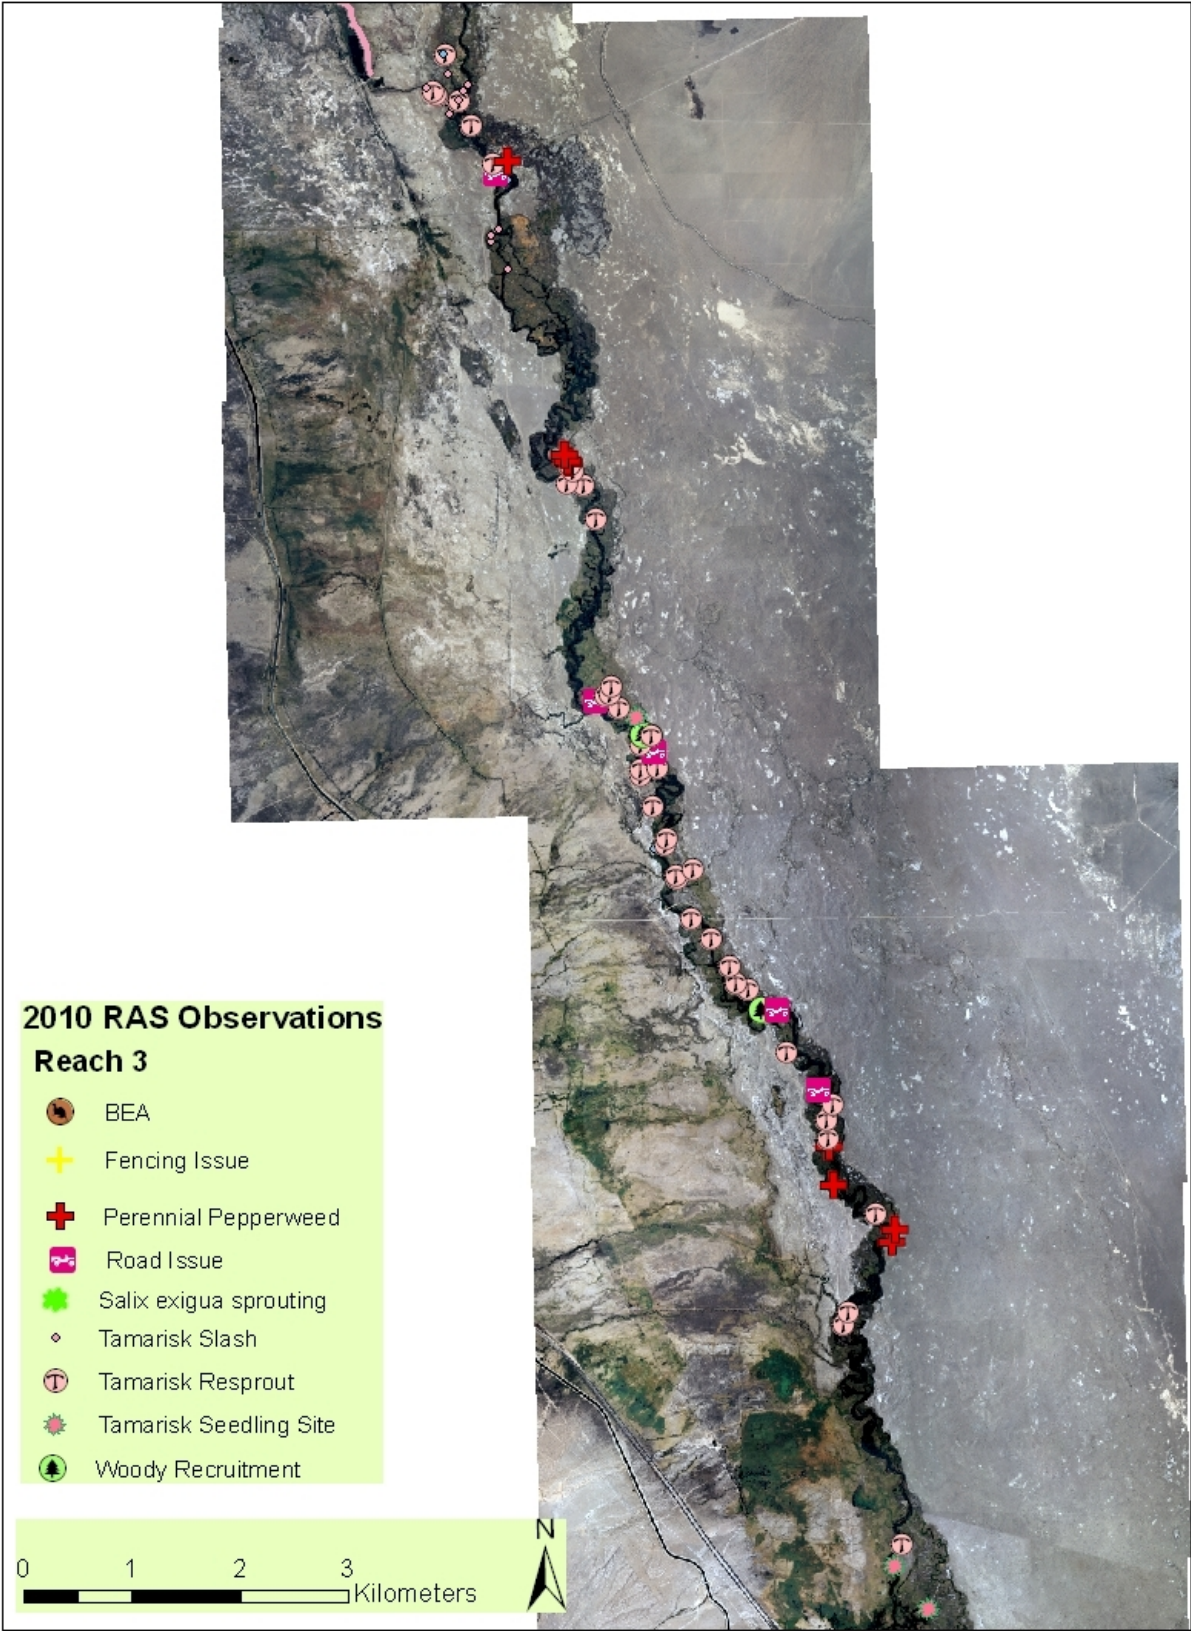 2010 RAS Observations
Reach 3
BEA
Fencing Issue
Perennial Pepperweed
Road Issue
Salix exigua sprouting
Tamarisk Slash
Tamarisk Resprout
Tamarisk Seedling Site
Woody Recruitment
N
0 1 2 3
Kilometers